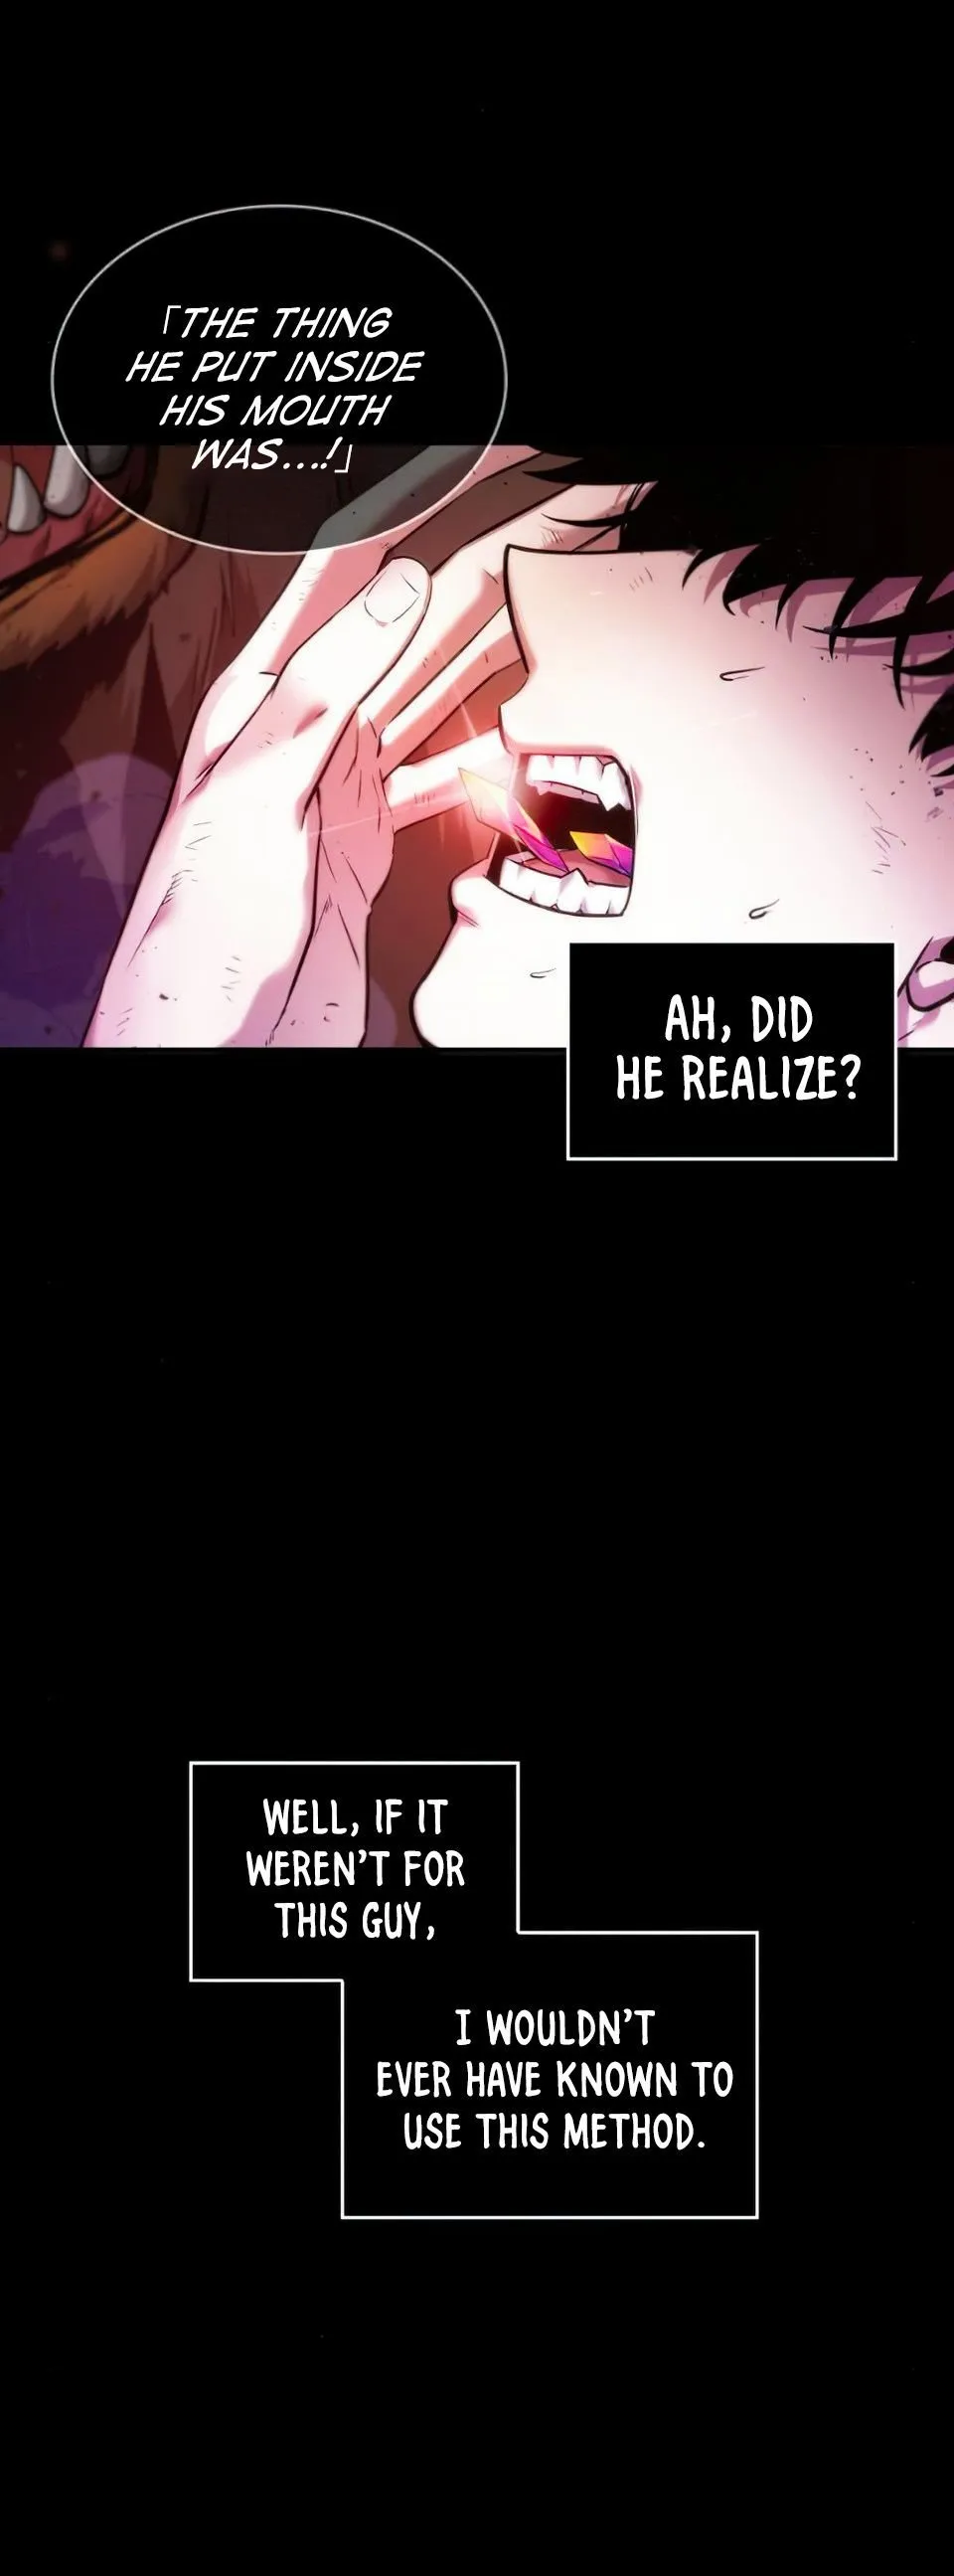 「THE THING
HE PUT INSIDE
HIS MOUTH
WAS...!」
AH, DID
HE REALIZE?
WELL, IF IT
WEREN'T FOR
THIS GUY,
I WOULDN'T
EVER HAVE KNOWN TO
USE THIS METHOD.